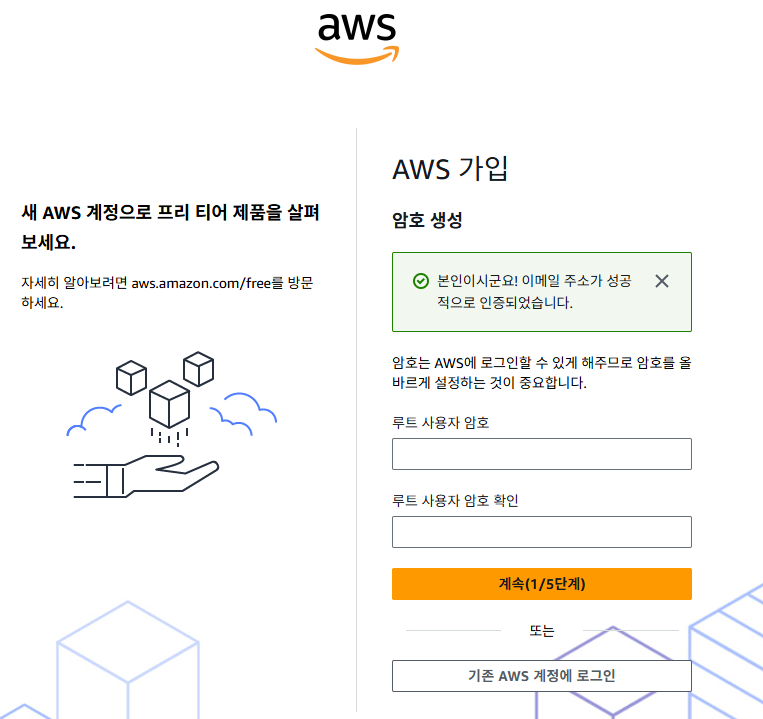 aws
새 AWS 계정으로 프리 티어 제품을 살펴
보세요.
자세히 알아보려면 aws.amazon.com/free를 방문
하세요.
AWS 가입
암호 생성
본인이시군요! 이메일 주소가 성공
적으로 인증되었습니다.
암호는 AWS에 로그인할 수 있게 해주므로 암호를 올
바르게 설정하는 것이 중요합니다.
루트 사용자 암호
루트 사용자 암호 확인
계속(1/5단계)
또는
기존 AWS 계정에 로그인